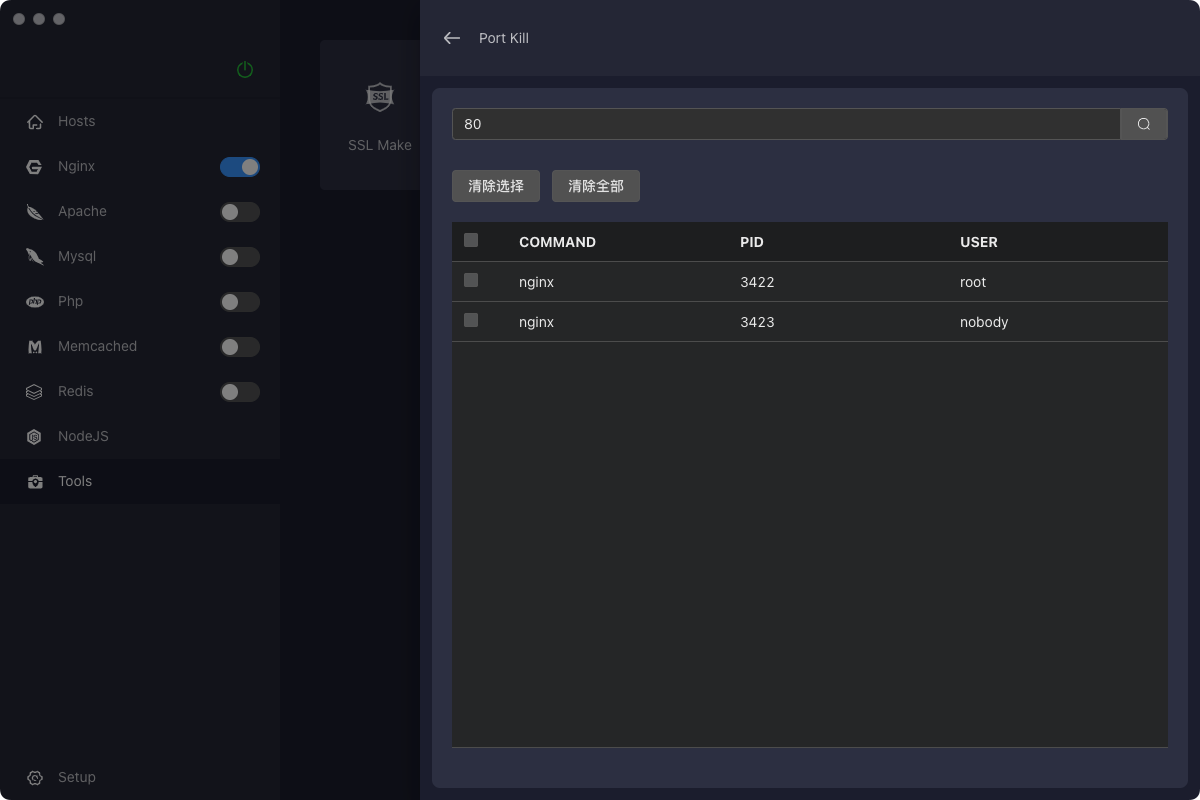 Hosts
Nginx
Apache
Mysql
php
Php
Memcached
Redis
NodeJS
Tools
Setup
SSL
SSL Make
Port Kill
80
清除选择 清除全部
COMMAND PID USER
nginx 3422 root
nginx 3423 nobody